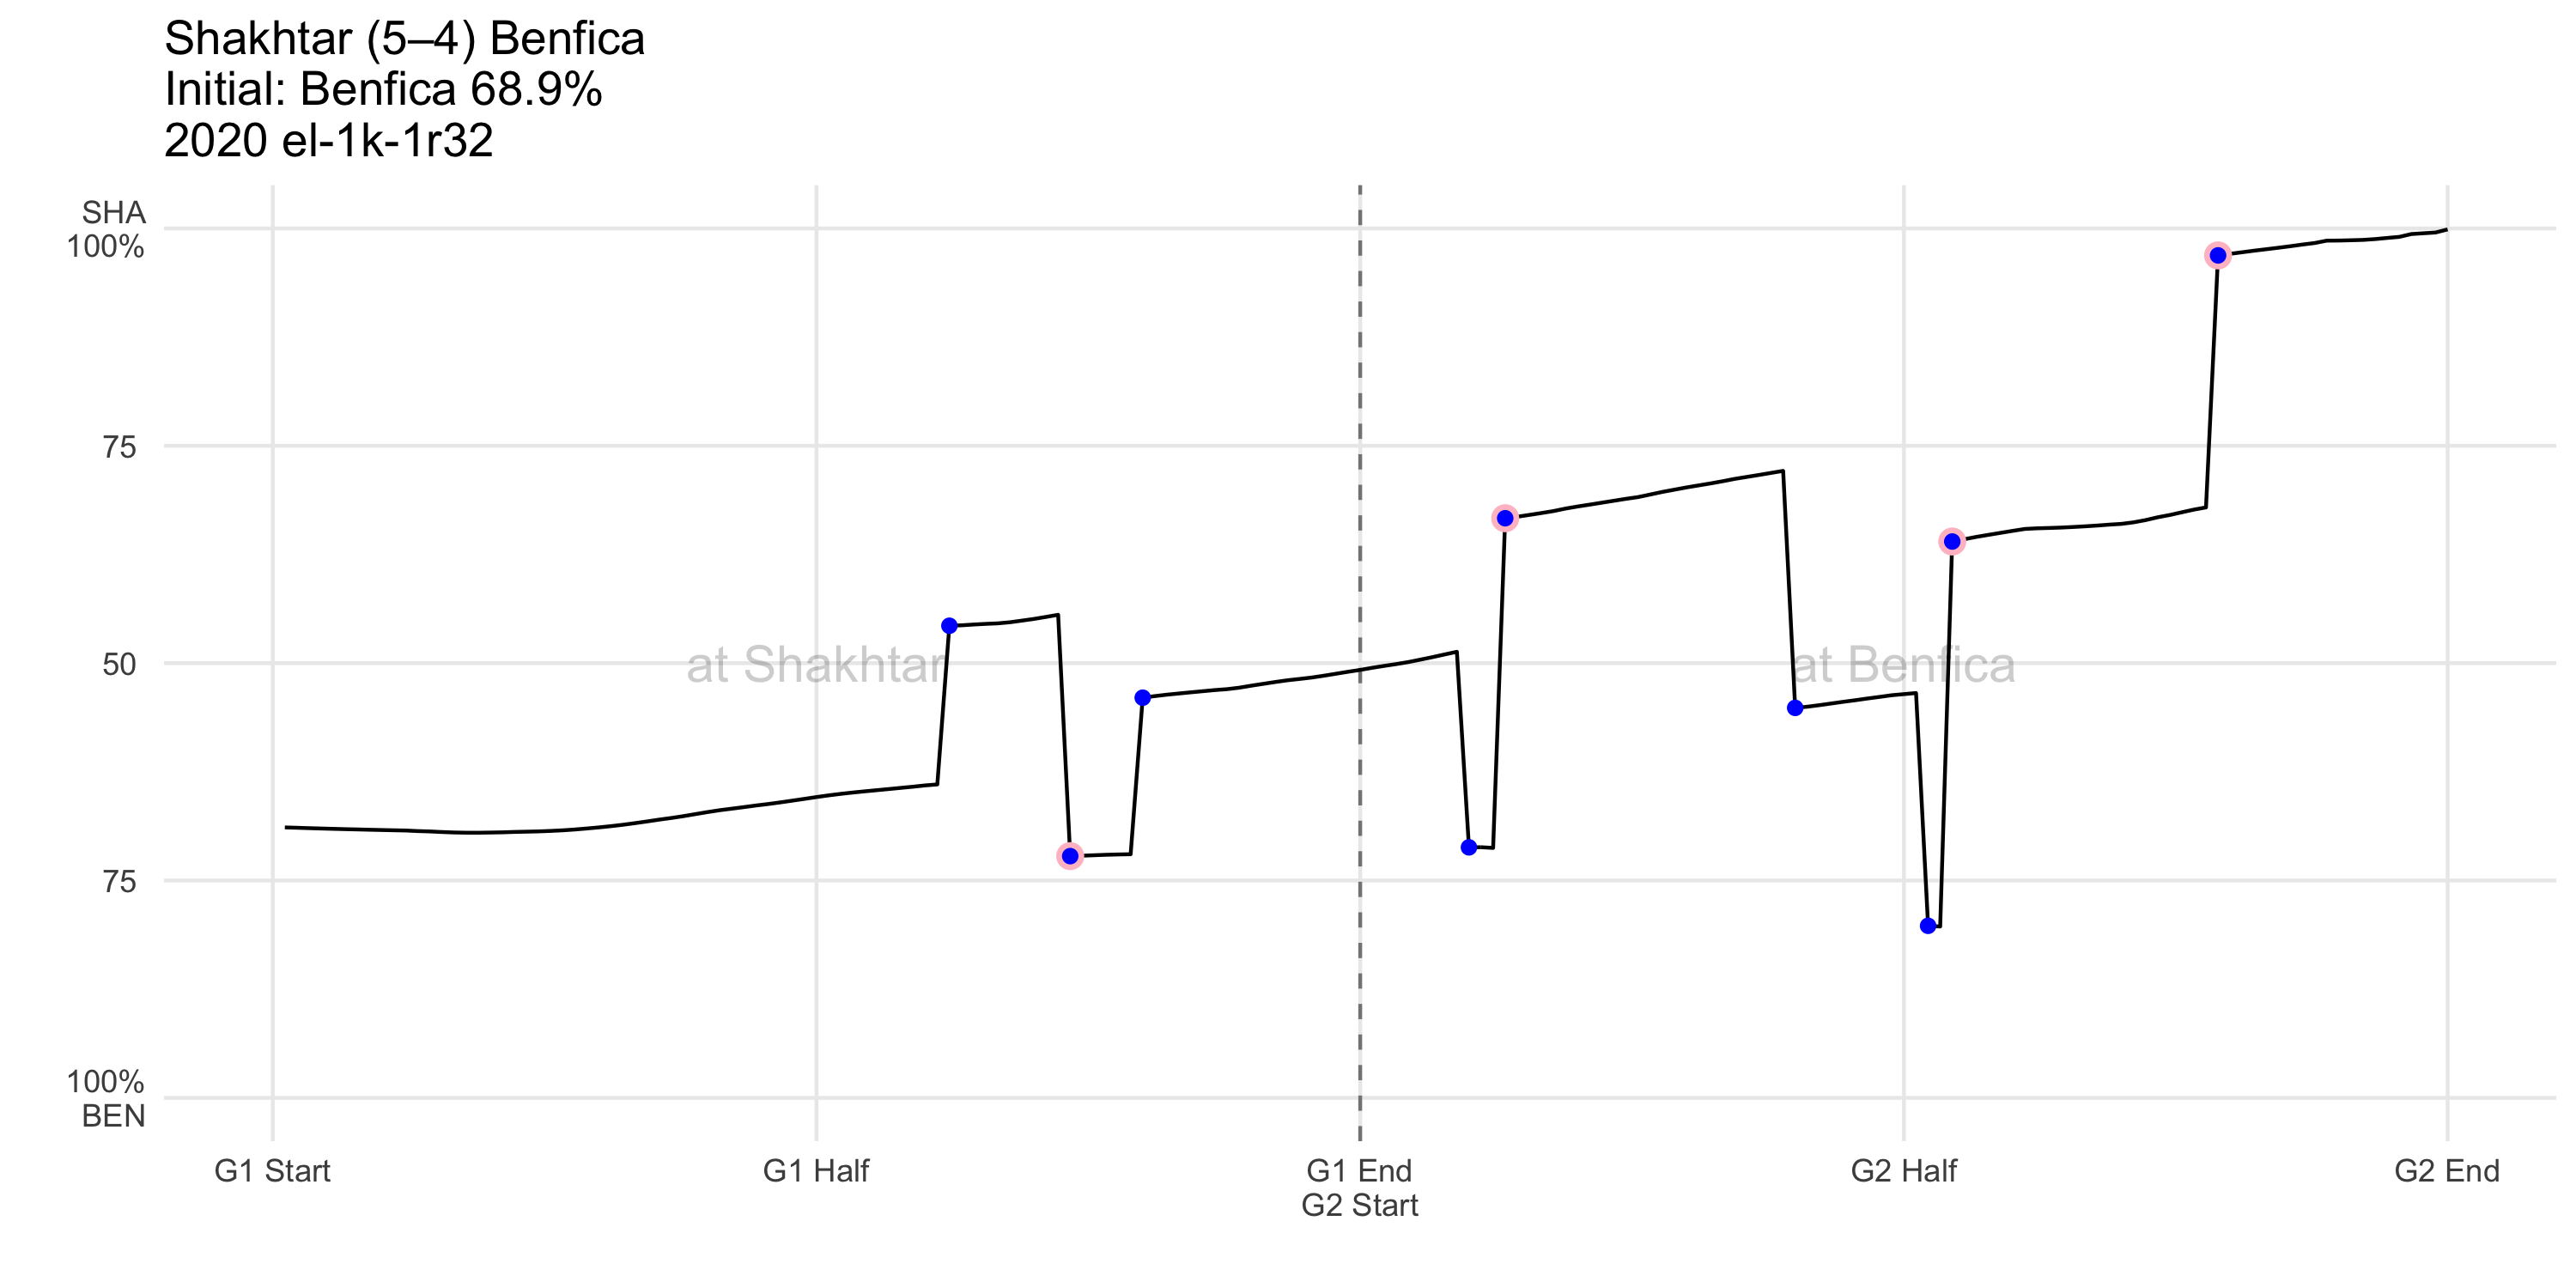 Shakhtar (5–4) Benfica
Initial: Benfica 68.9%
2020 el-1k-1r32
SHA
100%
75
50
75
100%
BEN
at Shakhtar
at Benfica
G1 Start
G1 Half
G1 End
G2 Start
G2 Half
G2 End